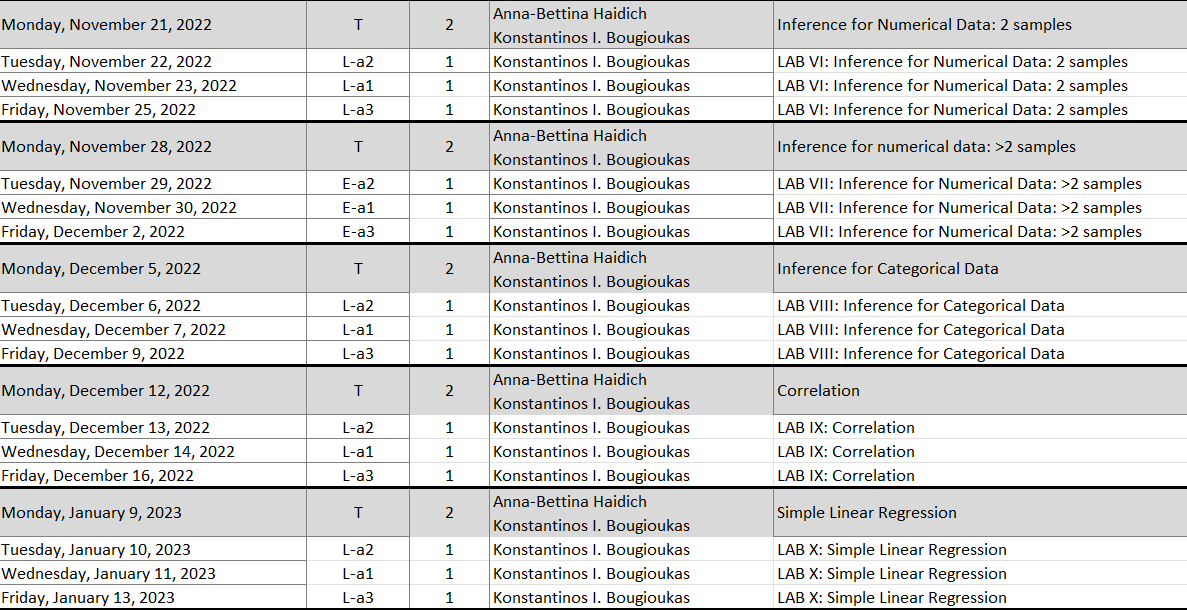 Monday, November 21, 2022 T 2 Anna-Bettina Haidich Inference for Numerical Data: 2 samples
Konstantinos I. Bougioukas
Tuesday, November 22, 2022 L-a2 1 Konstantinos I. Bougioukas LAB VI: Inference for Numerical Data: 2 samples
Wednesday, November 23, 2022 L-a1 1 Konstantinos I. Bougioukas LAB VI: Inference for Numerical Data: 2 samples
Friday, November 25, 2022 L-a3 1 Konstantinos I. Bougioukas LAB VI: Inference for Numerical Data: 2 samples
Monday, November 28, 2022 T 2 Anna-Bettina Haidich Inference for numerical data: >2 samples
Konstantinos I. Bougioukas
Tuesday, November 29, 2022 E-a2 1 Konstantinos I. Bougioukas LAB VII: Inference for Numerical Data: >2 samples
Wednesday, November 30, 2022 E-a1 1 Konstantinos I. Bougioukas LAB VII: Inference for Numerical Data: >2 samples
Friday, December 2, 2022 E-a3 1 Konstantinos I. Bougioukas LAB VII: Inference for Numerical Data: >2 samples
Monday, December 5, 2022 T 2 Anna-Bettina Haidich Inference for Categorical Data
Konstantinos I. Bougioukas
Tuesday, December 6, 2022 L-a2 1 Konstantinos I. Bougioukas LAB VIII: Inference for Categorical Data
Wednesday, December 7, 2022 L-a1 1 Konstantinos I. Bougioukas LAB VIII: Inference for Categorical Data
Friday, December 9, 2022 L-a3 1 Konstantinos I. Bougioukas LAB VIII: Inference for Categorical Data
Monday, December 12, 2022 T 2 Anna-Bettina Haidich Correlation
Konstantinos I. Bougioukas
Tuesday, December 13, 2022 L-a2 1 Konstantinos I. Bougioukas LAB IX: Correlation
Wednesday, December 14, 2022 L-a1 1 Konstantinos I. Bougioukas LAB IX: Correlation
Friday, December 16, 2022 L-a3 1 Konstantinos I. Bougioukas LAB IX: Correlation
Monday, January 9, 2023 T 2 Anna-Bettina Haidich Simple Linear Regression
Konstantinos I. Bougioukas
Tuesday, January 10, 2023 L-a2 1 Konstantinos I. Bougioukas LAB X: Simple Linear Regression
Wednesday, January 11, 2023 L-a1 1 Konstantinos I. Bougioukas LAB X: Simple Linear Regression
Friday, January 13, 2023 L-a3 1 Konstantinos I. Bougioukas LAB X: Simple Linear Regression